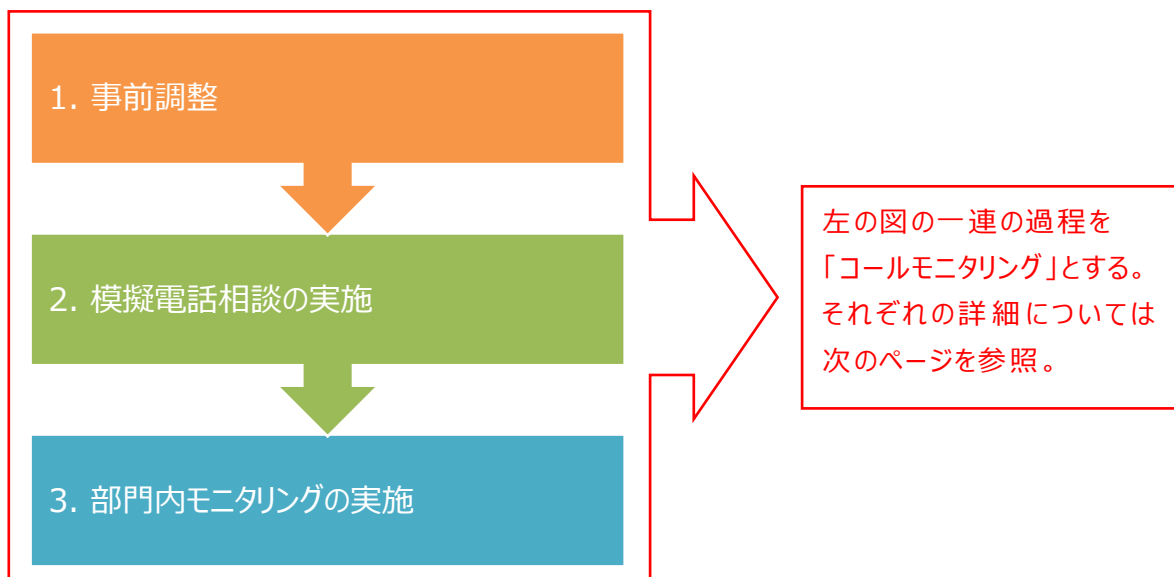 1. 事前調整
2. 模擬電話相談の実施
3. 部門内モニタリングの実施
左の図の一連の過程を
「コールモニタリング」とする。
それぞれの詳細については
次のページを参照。